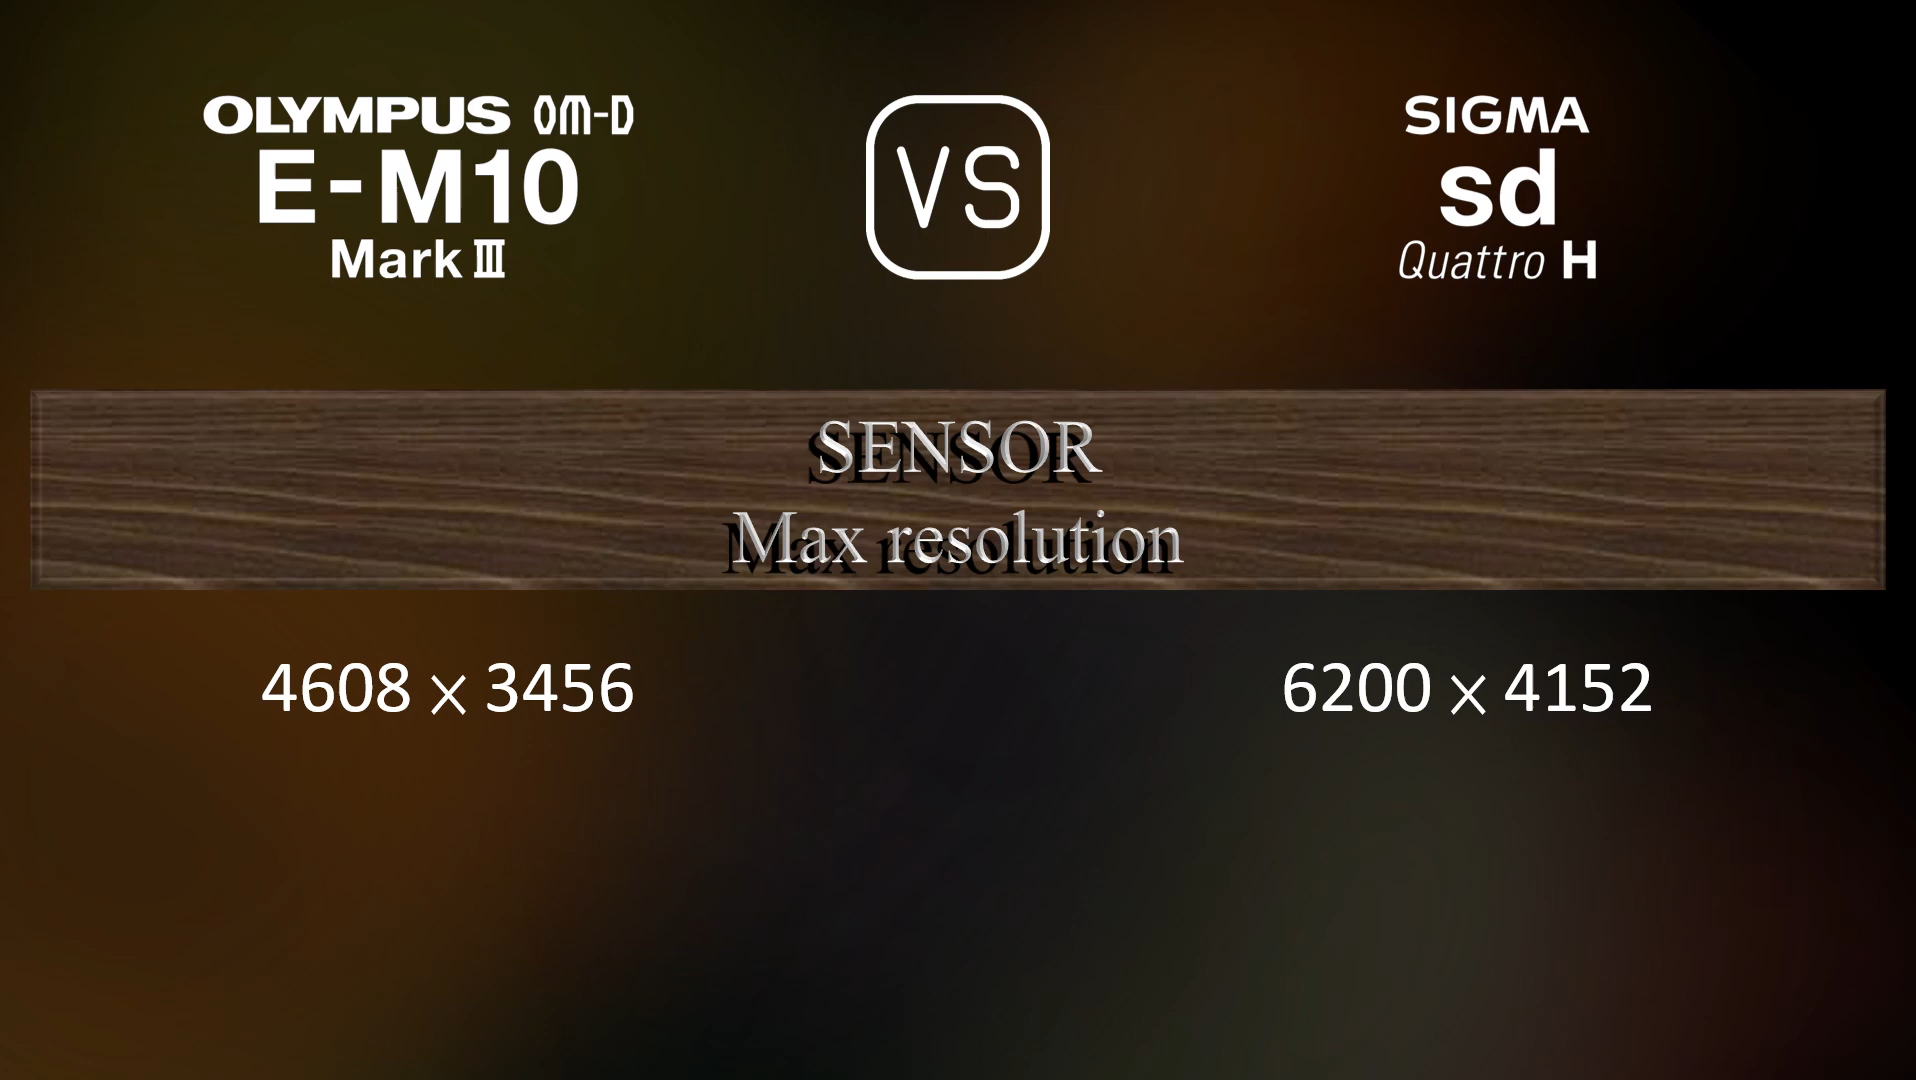 OLYMPUS OM-D
E-M10
Mark III
VS
SIGMA
sd
Quattro H
SENSOR
Max resolution
4608 x 3456
6200 x 4152